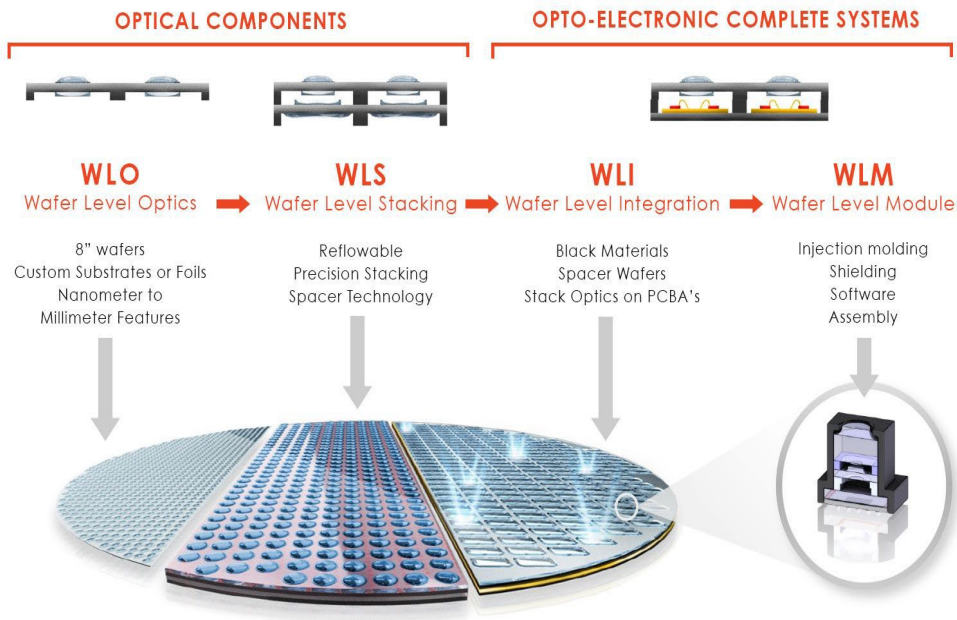 OPTICAL COMPONENTS
OPTO-ELECTRONIC COMPLETE SYSTEMS
WLO
Wafer Level Optics
WLS
Wafer Level Stacking
WLI
Wafer Level Integration
WLM
Wafer Level Module
8” wafers
Custom Substrates or Foils
Nanometer to
Millimeter Features
Reflowable
Precision Stacking
Spacer Technology
Black Materials
Spacer Wafers
Stack Optics on PCBA’s
Injection molding
Shielding
Software
Assembly